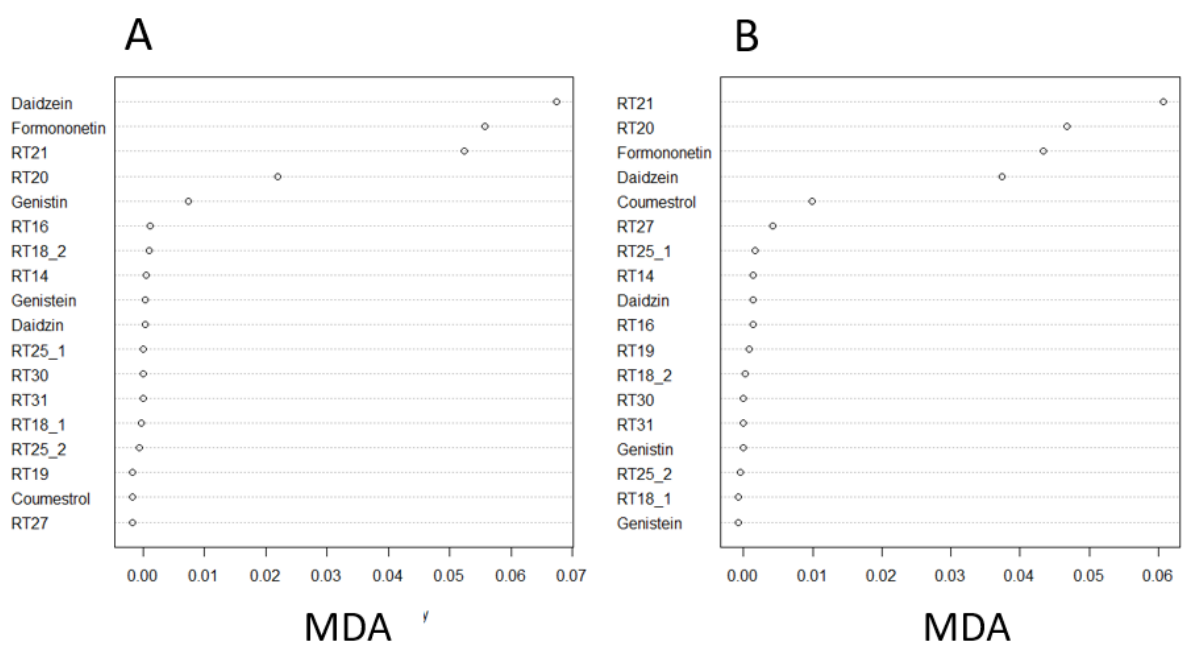 A
Daidzein
Formononetin
RT21
RT20
Genistin
RT16
RT18_2
RT14
Genistein
Daidzin
RT25_1
RT30
RT31
RT18_1
RT25_2
RT19
Coumestrol
RT27
0.00 0.01 0.02 0.03 0.04 0.05 0.06 0.07
MDA y
B
RT21
RT20
Formononetin
Daidzein
Coumestrol
RT27
RT25_1
RT14
Daidzin
RT16
RT19
RT18_2
RT30
RT31
Genistin
RT25_2
RT18_1
Genistein
0.00 0.01 0.02 0.03 0.04 0.05 0.06
MDA